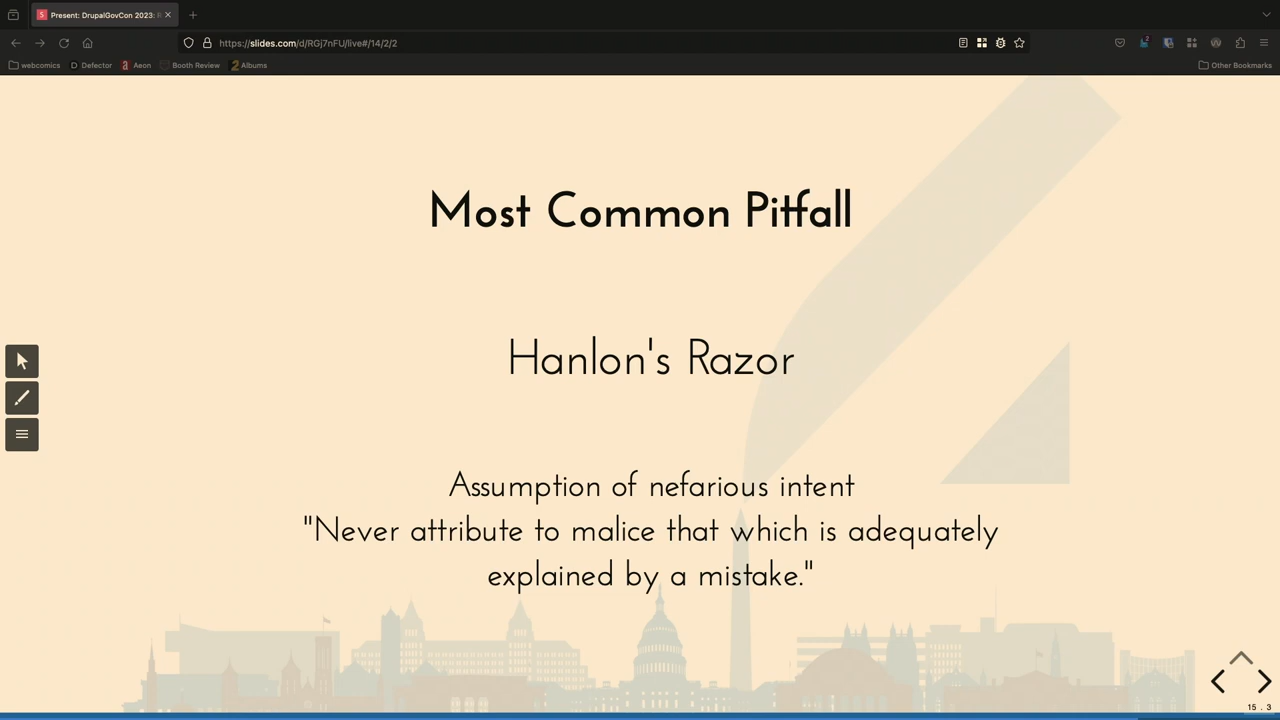 Present: DrupalGovCon 2023:
https://slides.com/d/RGj7nFU/live#/14/2/2
webcomics
Defector
Aeon
Booth Review
Albums
Other Bookmarks
Most Common Pitfall
Hanlon's Razor
Assumption of nefarious intent
"Never attribute to malice that which is adequately
explained by a mistake."
15 . 3